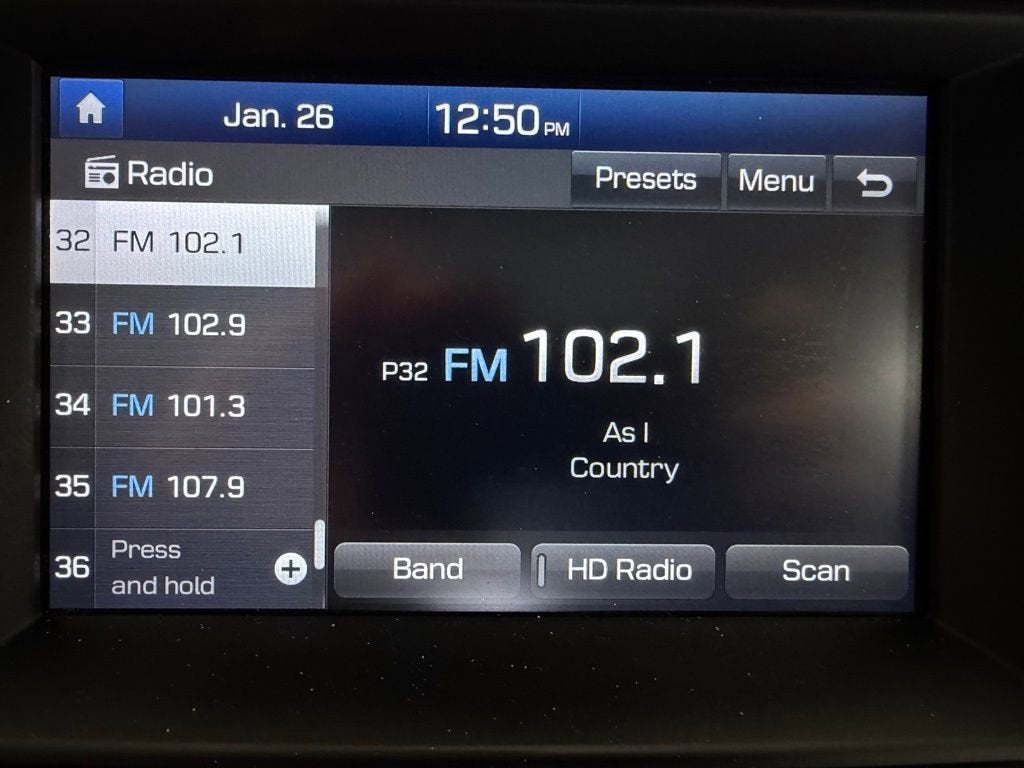 Jan. 26 12:50 PM
Radio Presets Menu
32 FM 102.1
33 FM 102.9
34 FM 101.3
35 FM 107.9
36 Press and hold
P32 FM 102.1
As I
Country
Band HD Radio Scan